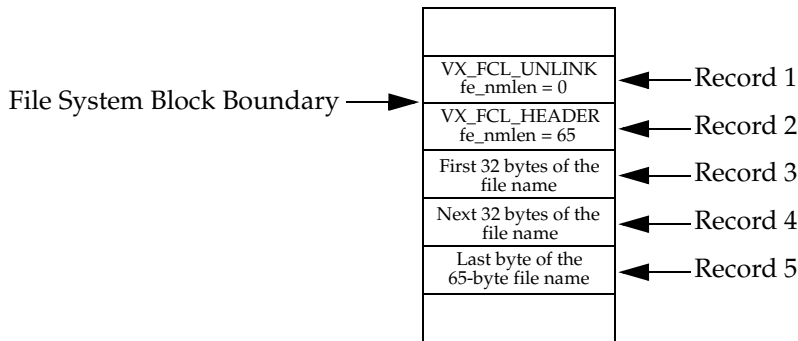 VX_FCL_UNLINK
fe_nmlen = 0
Record 1
File System Block Boundary
VX_FCL_HEADER
fe_nmlen = 65
Record 2
First 32 bytes of the
file name
Record 3
Next 32 bytes of the
file name
Record 4
Last byte of the
65-byte file name
Record 5